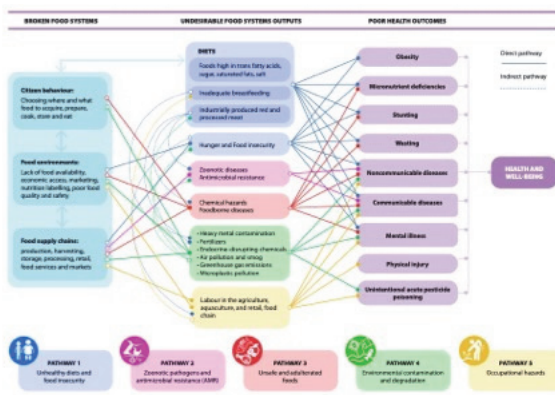 BROKEN FOOD SYSTEMS
UNDESIRABLE FOOD SYSTEMS OUTPUTS
POOR HEALTH OUTCOMES
Citizen behaviour:
Choosing where and what
food to acquire, prepare,
cook, store and eat
Food environments:
Lack of food availability,
economic access, marketing,
nutrition labelling, poor food
quality and safety.
Food supply chains:
production, harvesting,
storage, processing, retail,
food services and markets
DIETS
Foods high in trans fatty acids,
sugar, saturated fats, salt
Inadequate breastfeeding
Industrially produced red and
processed meat
Hunger and Food insecurity
Zoonotic diseases
Antimicrobial resistance
Chemical hazards
Foodborne diseases
• Heavy metal contamination
• Fertilizers
• Endocrine disrupting chemicals
• Air pollution and smog
• Greenhouse gas emissions
• Microplastic pollution
Labour in the agriculture,
aquaculture, and retail, food
chain
Obesity
Micronutrient deficiencies
Stunting
Wasting
Noncommunicable diseases
Communicable diseases
Mental illness
Physical injury
Unintentional acute pesticide
poisoning
Direct pathway
Indirect pathway
HEALTH AND
WELL-BEING
PATHWAY 1
Unhealthy diets and
food insecurity
PATHWAY 2
Zoonotic pathogens and
antimicrobial resistance (AMR)
PATHWAY 3
Unsafe and adulterated
foods
PATHWAY 4
Environmental contamination
and degradation
PATHWAY 5
Occupational hazards